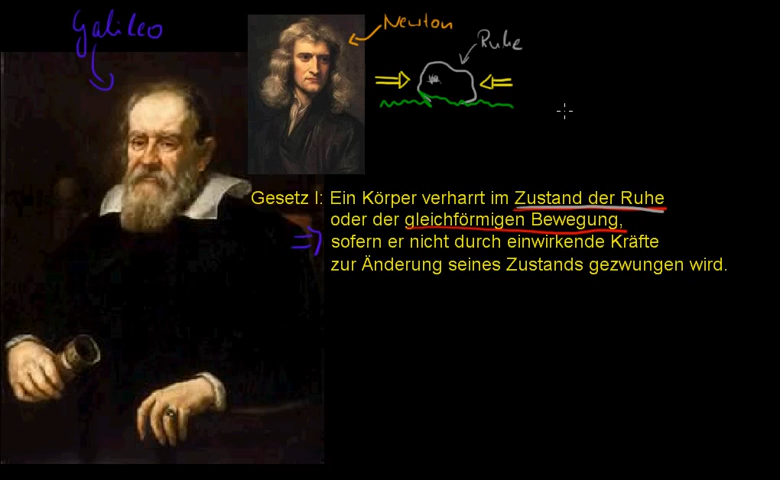 Galileo
Newton
Ruhe
Gesetz I: Ein Körper verharrt im Zustand der Ruhe
oder der gleichförmigen Bewegung,
sofern er nicht durch einwirkende Kräfte
zur Änderung seines Zustands gezwungen wird.